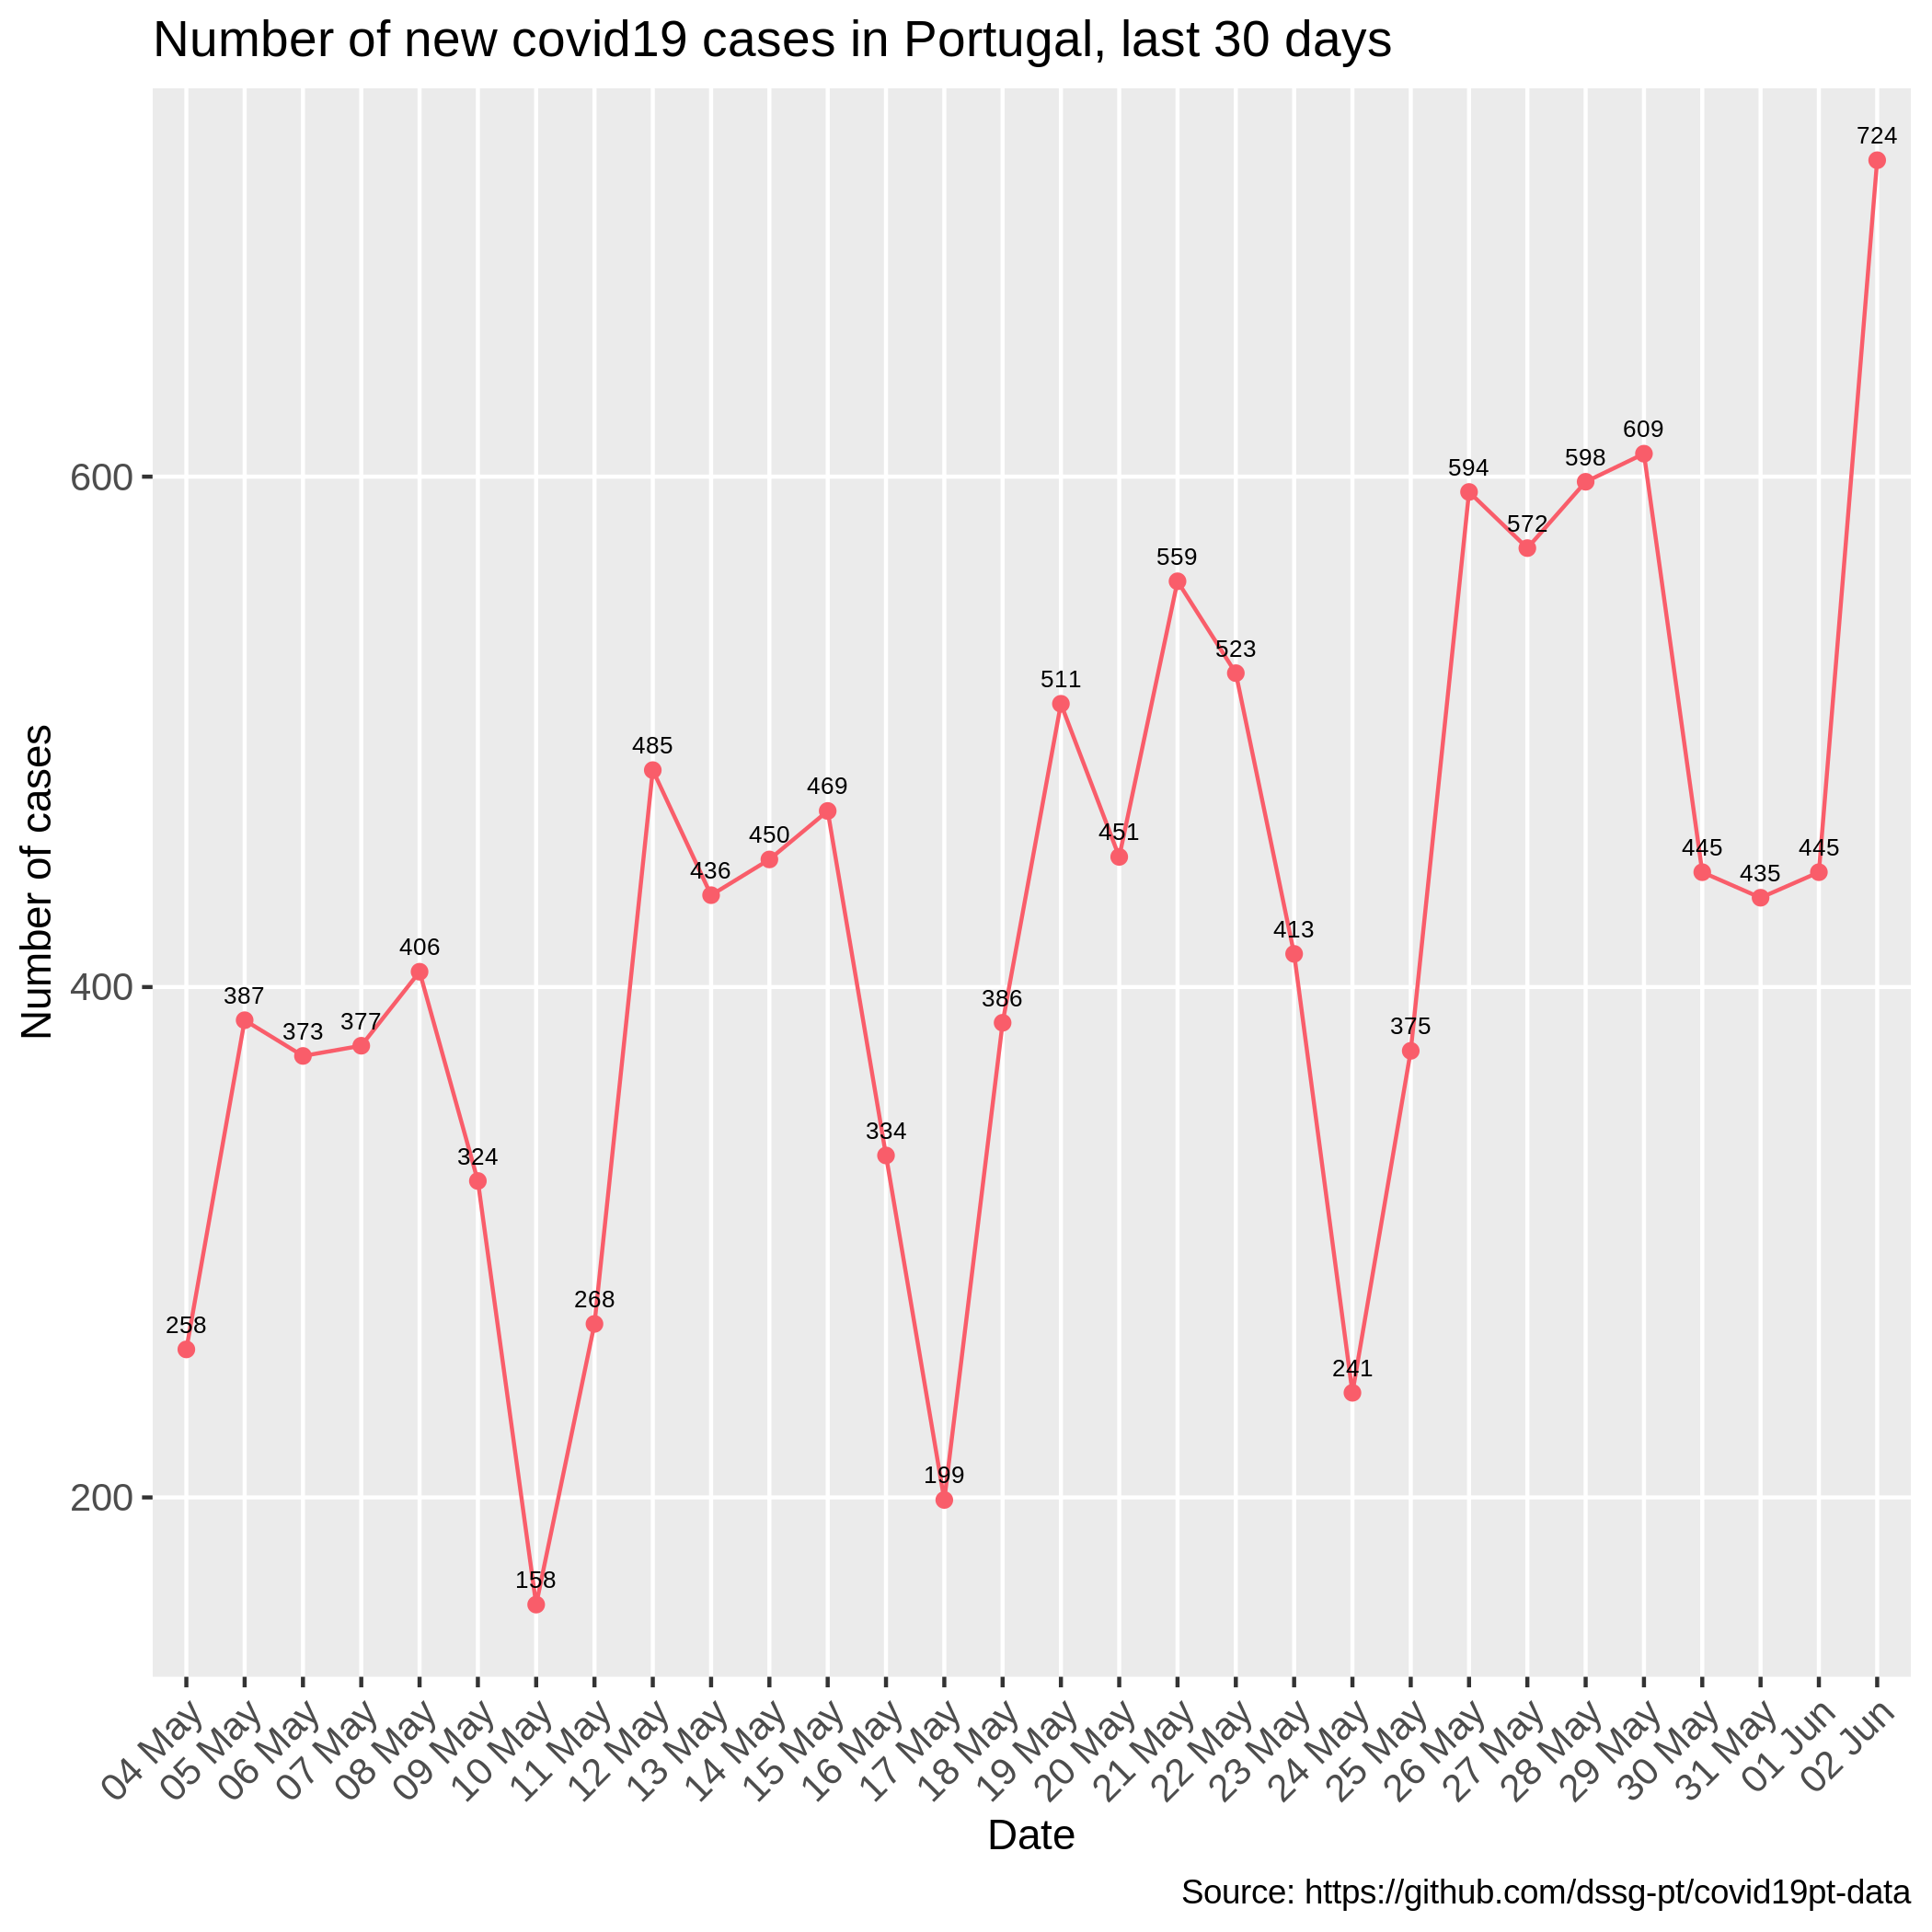 Number of new covid19 cases in Portugal, last 30 days
Number of cases
600
400
200
258
387
373
377
406
324
158
268
485
436
450
469
334
199
386
511
451
559
523
413
241
375
594
572
598
609
445
435
445
724
04 May
05 May
06 May
07 May
08 May
09 May
10 May
11 May
12 May
13 May
14 May
15 May
16 May
17 May
18 May
19 May
20 May
21 May
22 May
23 May
24 May
25 May
26 May
27 May
28 May
29 May
30 May
31 May
01 Jun
02 Jun
Date
Source: https://github.com/dssg-pt/covid19pt-data